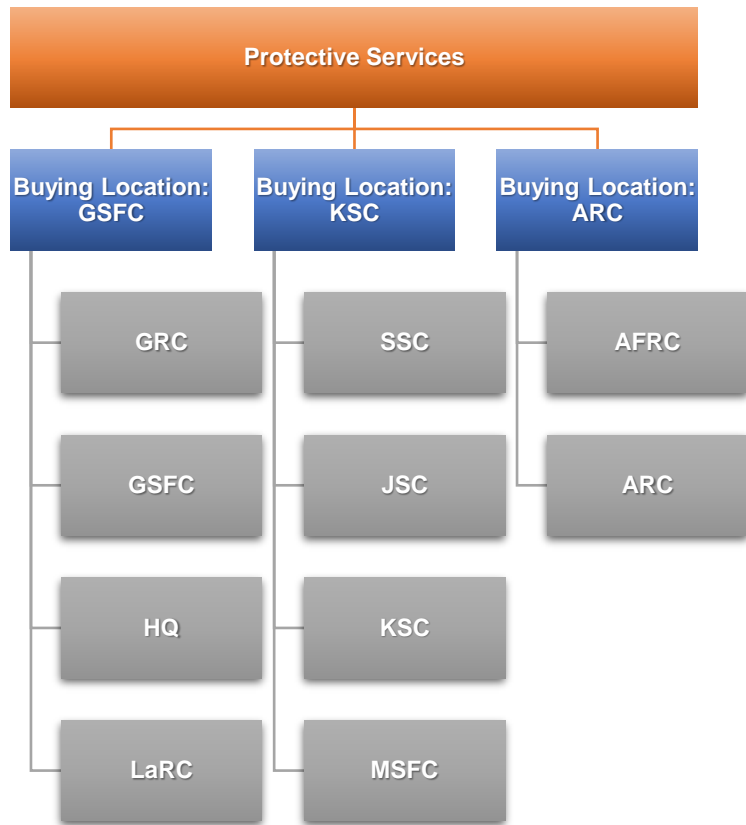 Protective Services
Buying Location:
GSFC
GRC
GSFC
HQ
LaRC
Buying Location:
KSC
SSC
JSC
KSC
MSFC
Buying Location:
ARC
AFRC
ARC